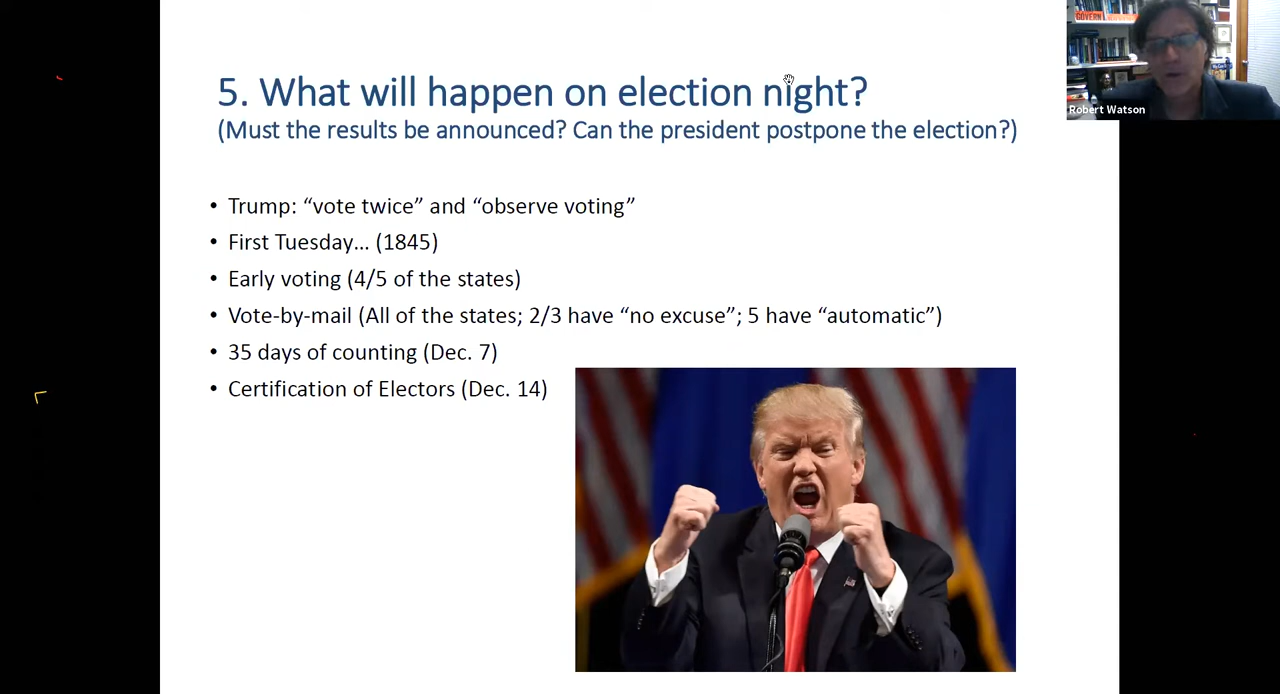 5. What will happen on election night?
(Must the results be announced? Can the president postpone the election?)
• Trump: “vote twice” and “observe voting”
• First Tuesday… (1845)
• Early voting (4/5 of the states)
• Vote-by-mail (All of the states; 2/3 have “no excuse”; 5 have “automatic”)
• 35 days of counting (Dec. 7)
• Certification of Electors (Dec. 14)
GOVERN
Robert Watson